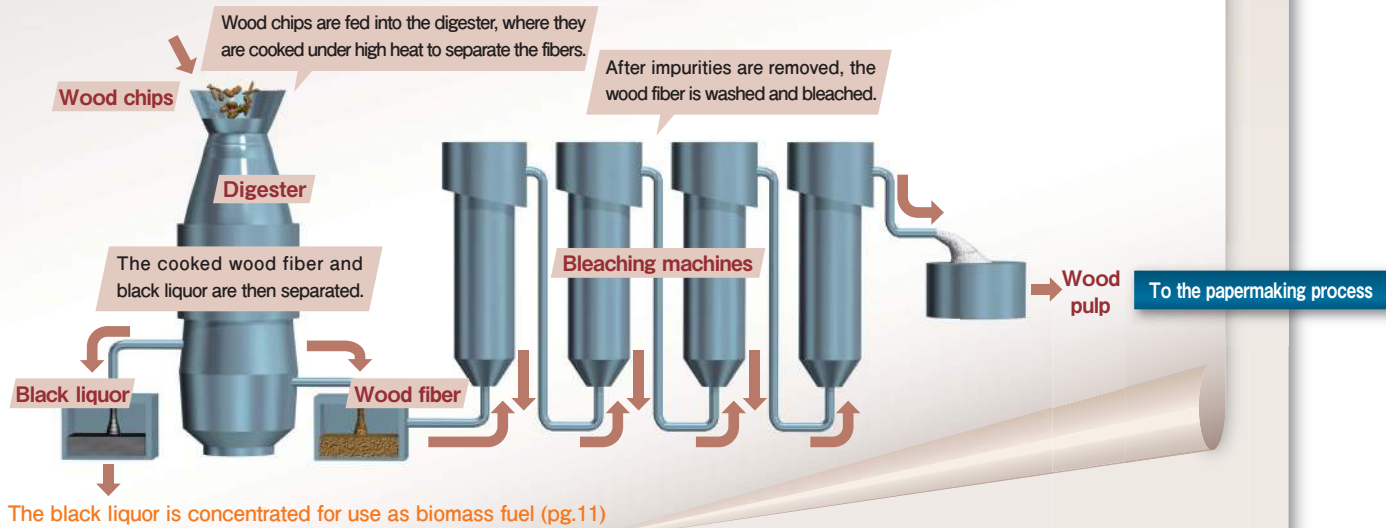 Wood chips are fed into the digester, where they
are cooked under high heat to separate the fibers.
After impurities are removed, the
wood fiber is washed and bleached.
Wood chips
Digester
The cooked wood fiber and
black liquor are then separated.
Bleaching machines
Wood
pulp
To the papermaking process
Black liquor
Wood fiber
The black liquor is concentrated for use as biomass fuel (pg.11)